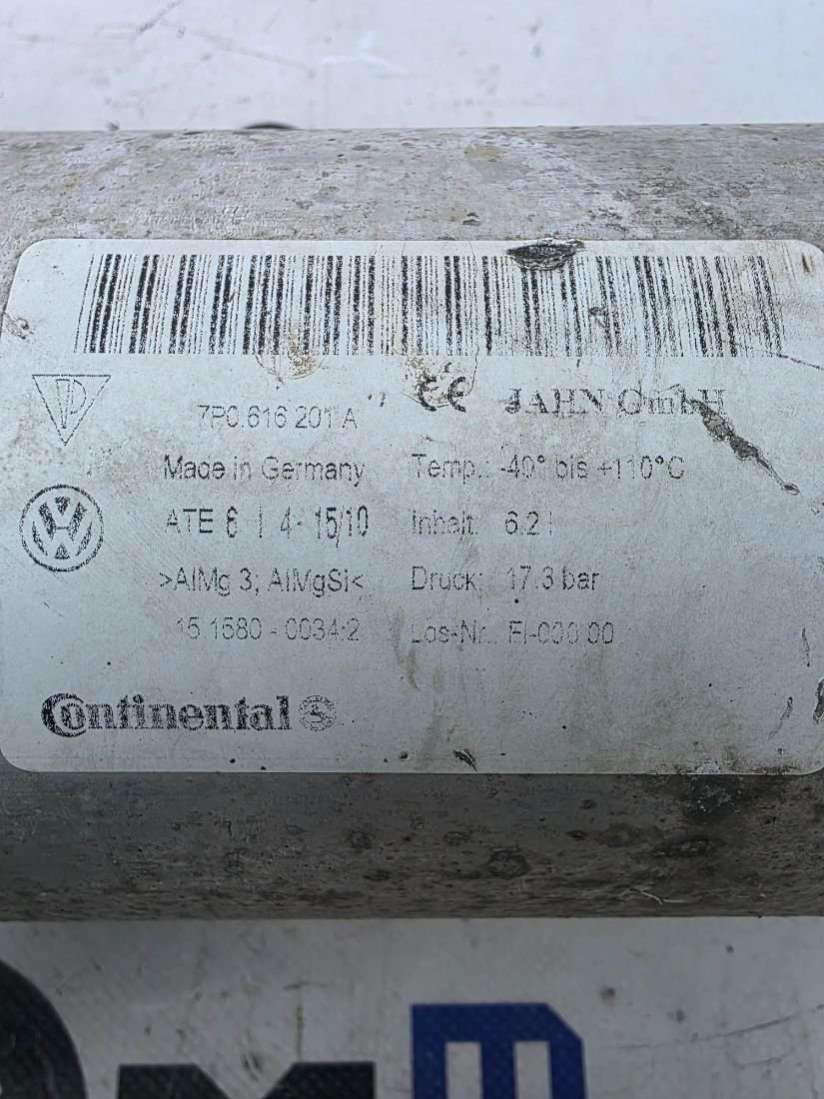 7P0.616 201 A
CE JAHN GmbH
Made in Germany
Temp.: -40° bis +110°C
ATE 6 I 4- 15/10
Inhalt: 6.2 l
>AlMg 3; AlMgSi<
Druck: 17.3 bar
15.1580 - 0034.2
Los-Nr.: FI-000 00
Continental